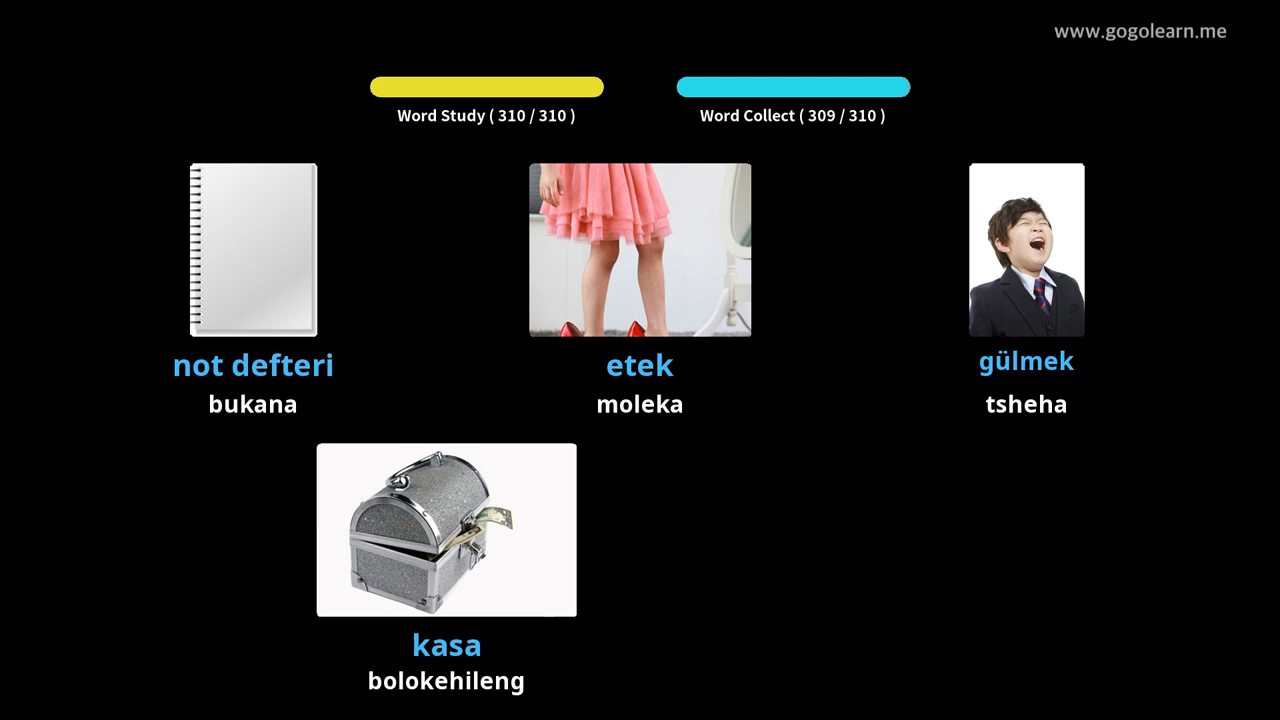 www.gogolearn.me
Word Study ( 310 / 310 )
Word Collect ( 309 / 310 )
not defteri
bukana
etek
moleka
gülmek
tsheha
kasa
bolokehileng